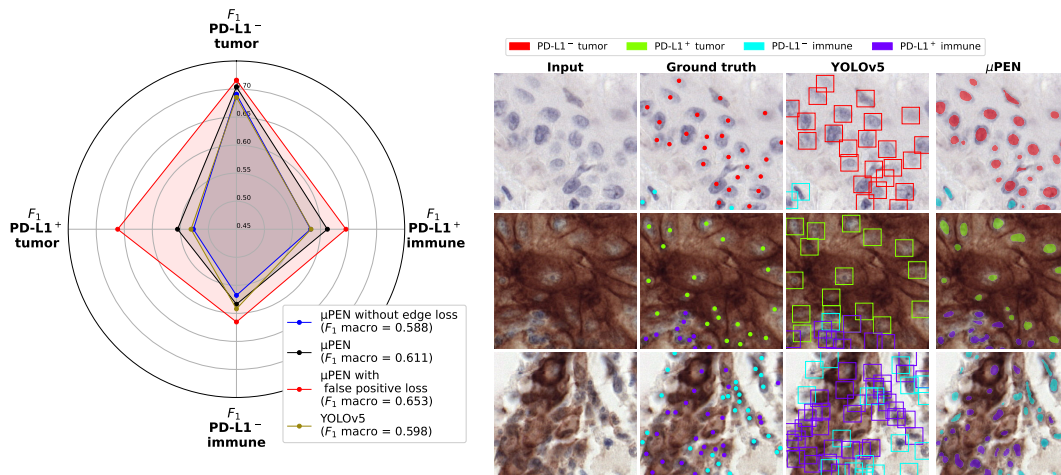 F₁
PD-L1⁻
tumor
F₁
PD-L1⁺
tumor
F₁
PD-L1⁺
immune
F₁
PD-L1⁻
immune
0.70
0.65
0.60
0.55
0.50
0.45
μPEN without edge loss
(F₁ macro = 0.588)
μPEN
(F₁ macro = 0.611)
μPEN with
false positive loss
(F₁ macro = 0.653)
YOLOv5
(F₁ macro = 0.598)
PD-L1⁻ tumor PD-L1⁺ tumor PD-L1⁻ immune PD-L1⁺ immune
Input Ground truth YOLOv5 μPEN